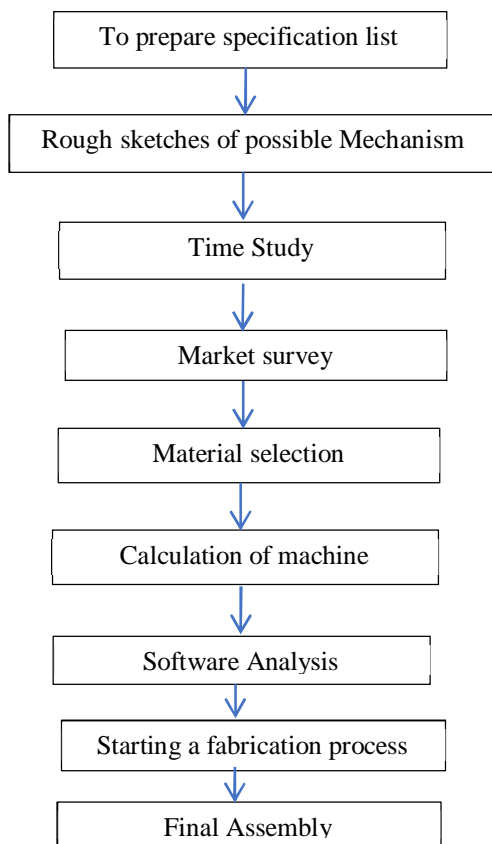 To prepare specification list
Rough sketches of possible Mechanism
Time Study
Market survey
Material selection
Calculation of machine
Software Analysis
Starting a fabrication process
Final Assembly